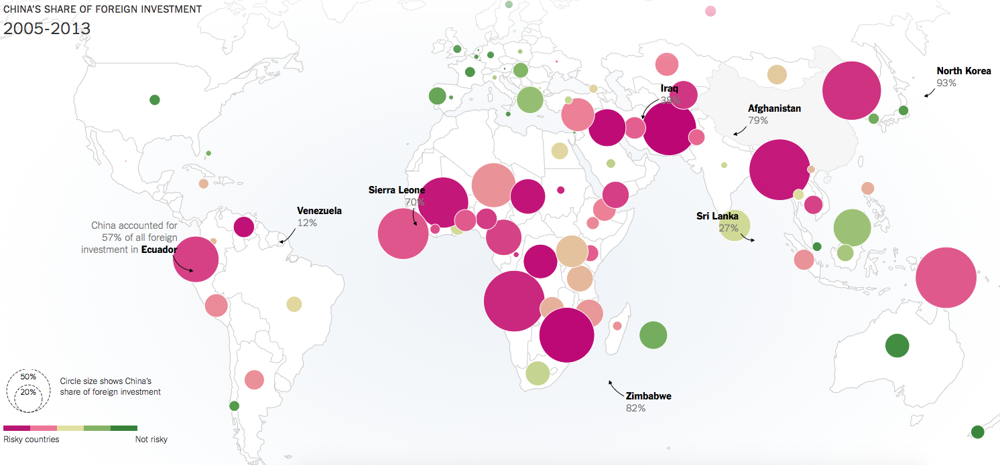 CHINA'S SHARE OF FOREIGN INVESTMENT
2005-2013
North Korea
93%
Iraq
38%
Afghanistan
79%
Sierra Leone
70%
Venezuela
12%
Sri Lanka
27%
China accounted for
57% of all foreign
investment in Ecuador
50%
20%
Circle size shows China's
share of foreign investment
Zimbabwe
82%
Risky countries
Not risky